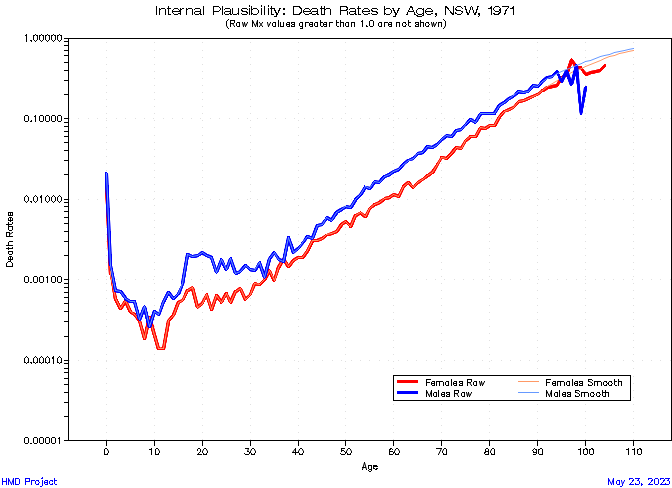 Internal Plausibility: Death Rates by Age, NSW, 1971
(Raw Mx values greater than 1.0 are not shown)
1.00000
0.10000
0.01000
0.00100
0.00010
0.00001
Death Rates
0 10 20 30 40 50 60 70 80 90 100 110
Age
Females Raw Females Smooth
Males Raw Males Smooth
HMD Project May 23, 2023